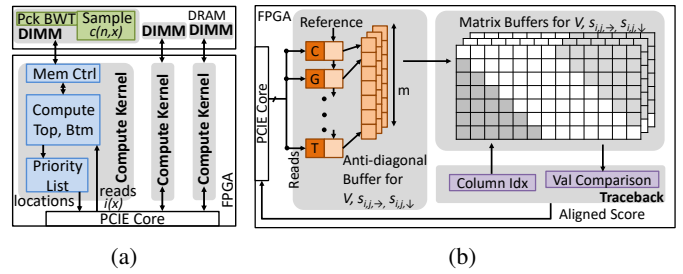 Pck BWT
Sample
c(n,x)
DRAM
DIMM
DIMM
DIMM
Mem Ctrl
Compute
Top, Btm
Priority
List
Compute Kernel
Compute Kernel
Compute Kernel
locations
reads
i(x)
FPGA
PCIE Core
(a)
FPGA
Reference
PCIE Core
Reads
C
G
T
m
Anti-diagonal
Buffer for
V, s_{i,j,→}, s_{i,j,↓}
Matrix Buffers for V, s_{i,j,→}, s_{i,j,↓}
Column Idx
Val Comparison
Traceback
Aligned Score
(b)